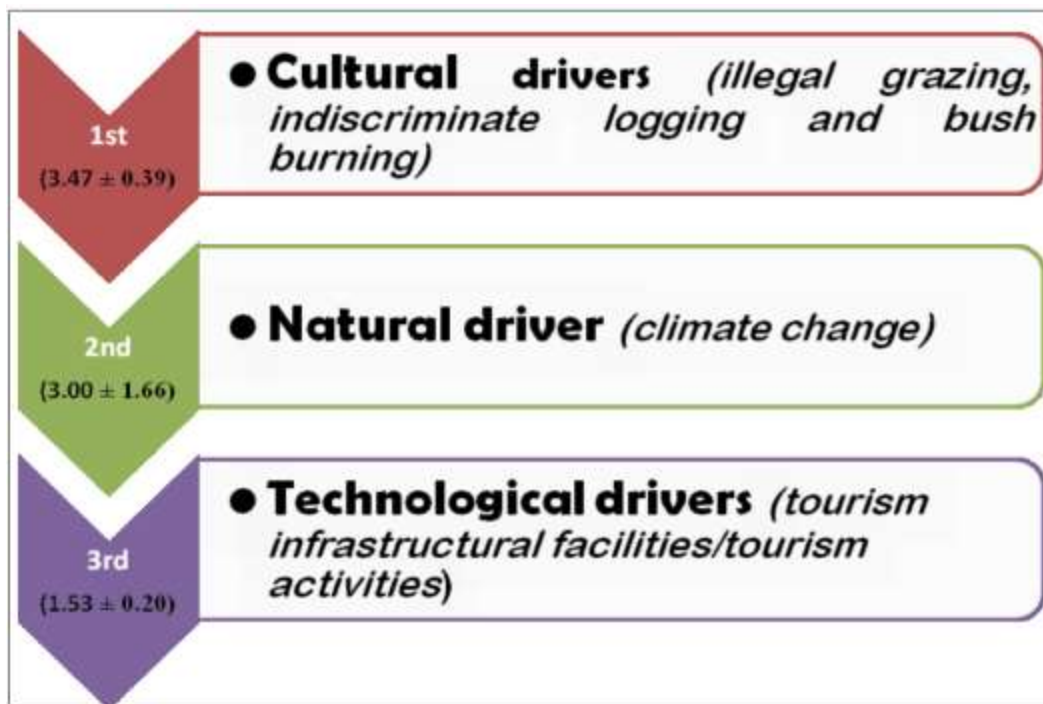 1st
(3.47 ± 0.39)
● Cultural drivers (illegal grazing,
indiscriminate logging and bush
burning)
2nd
(3.00 ± 1.66)
● Natural driver (climate change)
3rd
(1.53 ± 0.20)
● Technological drivers (tourism
infrastructural facilities/tourism
activities)